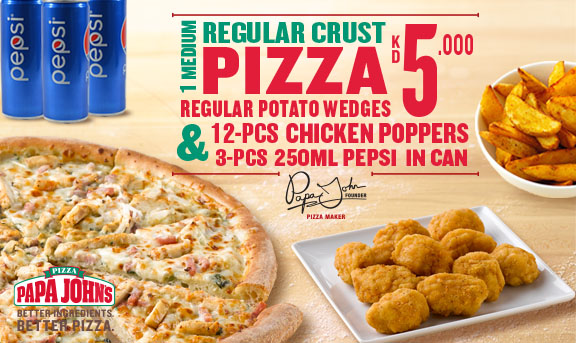 pepsi
pepsi
1 MEDIUM
REGULAR CRUST
PIZZA
KD 5.000
REGULAR POTATO WEDGES
& 12-PCS CHICKEN POPPERS
3-PCS 250ML PEPSI IN CAN
Papa John
FOUNDER
PIZZA MAKER
PIZZA
PAPA JOHNS
BETTER INGREDIENTS.
BETTER PIZZA.